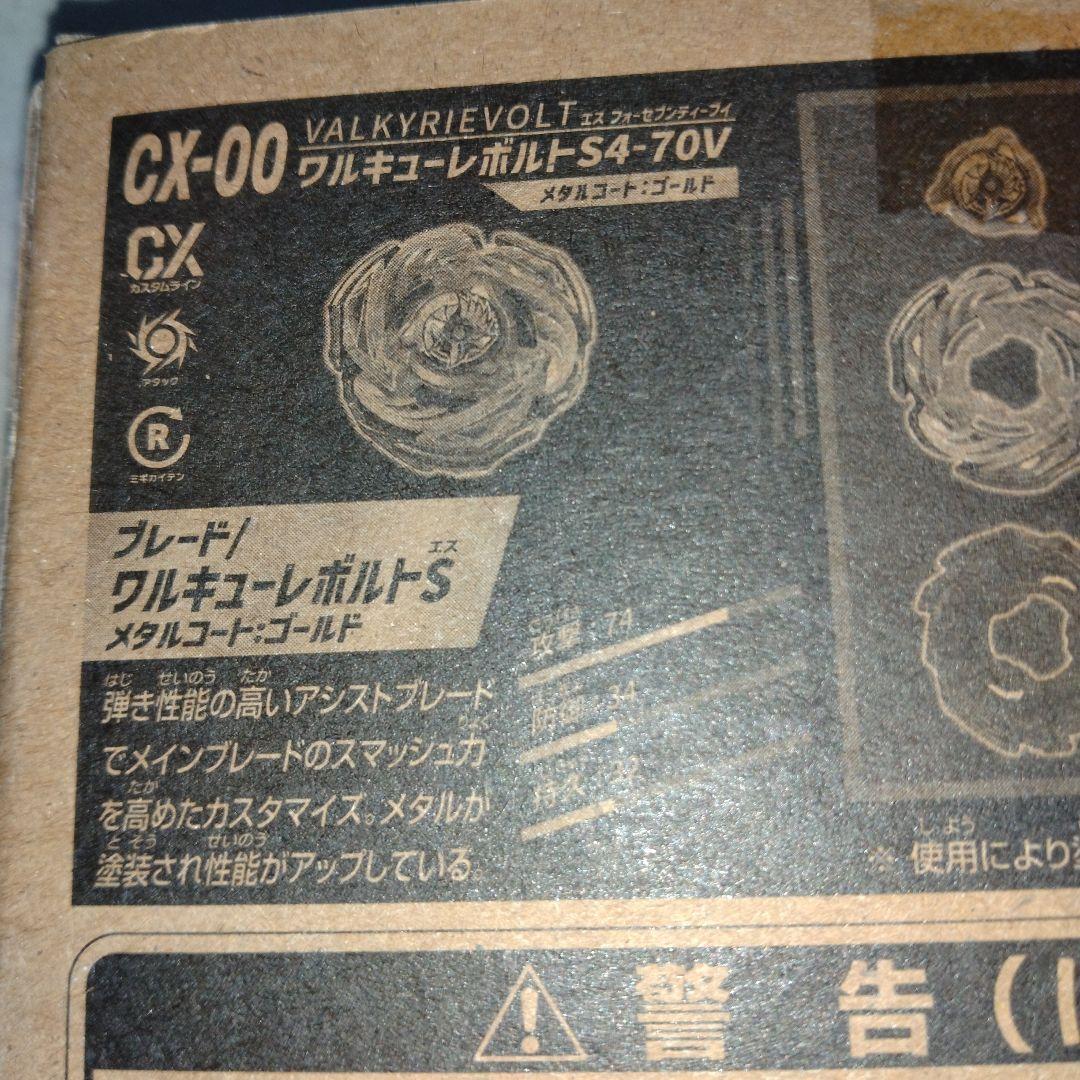 CX-00
VALKYRIEVOLT
エス フォーセブンティーブイ
ワルキューレボルトS4-70V
メタルコート:ゴールド
CX
カスタムライン
アタック
R
ミギカイテン
ブレード/
エス
ワルキューレボルトS
メタルコート:ゴールド
はじ せいのう たか
弾き性能の高いアシストブレード
りょく
でメインブレードのスマッシュ力
たか
を高めたカスタマイズ。メタルが
とそう せいのう
塗装され性能がアップしている。
攻撃 : 74
防御 : 34
持久 :
しよう
※ 使用により
警告